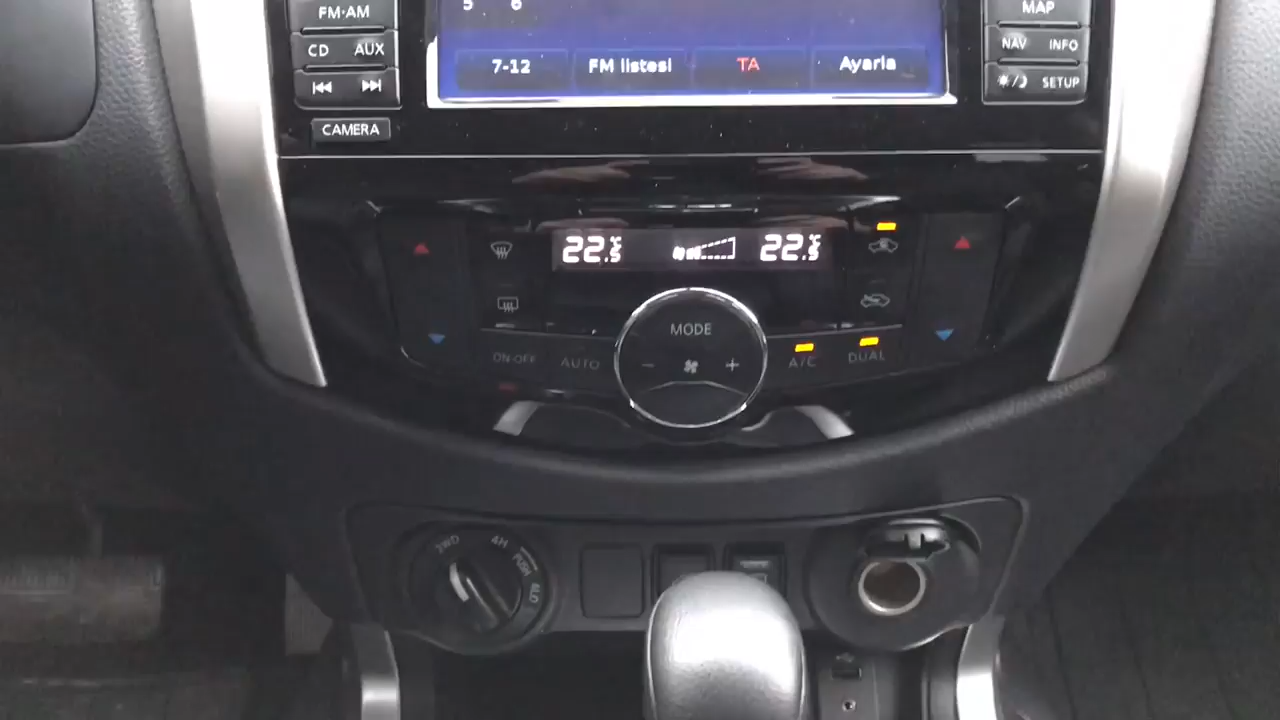 FM·AM
CD AUX
CAMERA
5 6
7-12 FM listesi TA Ayarla
MAP
NAV INFO
SETUP
22.5°C 22.5°C
MODE
- +
ON·OFF AUTO A/C DUAL
2WD 4H PUSH 4LO